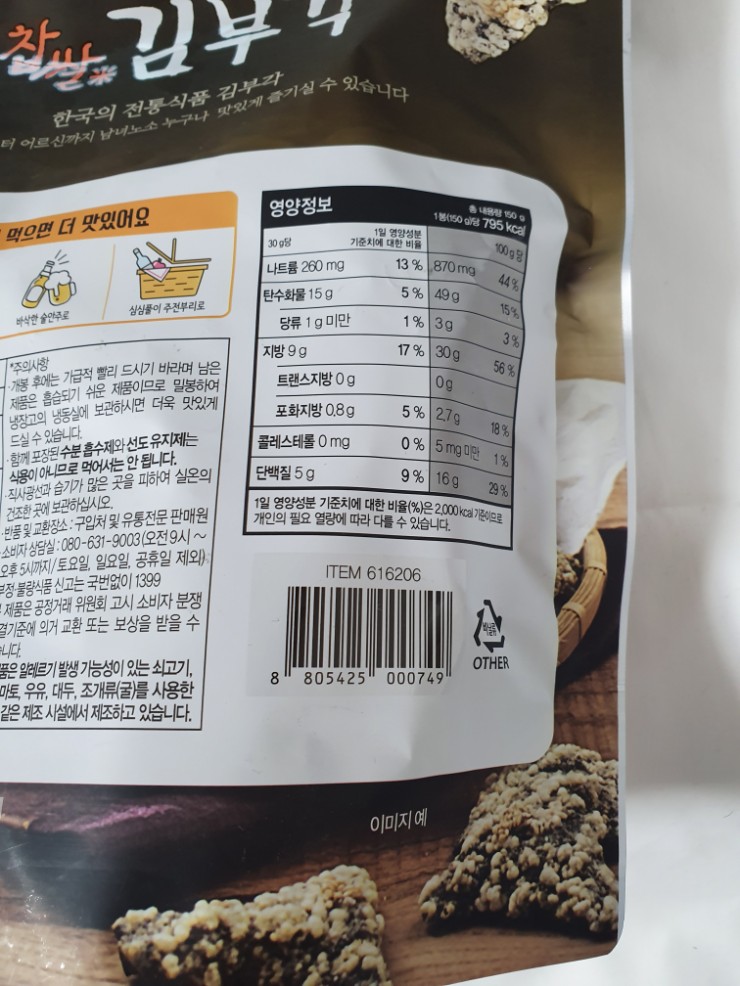 찹쌀 김부각
한국의 전통식품 김부각
터 어르신까지 남녀노소 누구나 맛있게 즐기실 수 있습니다
먹으면 더 맛있어요
바삭한 술안주로
심심풀이 주전부리로
*주의사항
·개봉 후에는 가급적 빨리 드시기 바라며 남은
제품은 흡습되기 쉬운 제품이므로 밀봉하여
냉장고의 냉동실에 보관하시면 더욱 맛있게
드실 수 있습니다.
·함께 포장된 수분 흡수제와 선도 유지제는
식용이 아니므로 먹어서는 안 됩니다.
·직사광선과 습기가 많은 곳을 피하여 실온의
건조한 곳에 보관하십시오.
·반품 및 교환장소 : 구입처 및 유통전문 판매원
·소비자 상담실 : 080-631-9003 (오전 9시 ~
오후 5시까지/ 토요일, 일요일, 공휴일 제외)
부정·불량식품 신고는 국번없이 1399
제품은 공정거래 위원회 고시 소비자 분쟁
결기준에 의거 교환 또는 보상을 받을 수
니다.
품은 알레르기 발생 가능성이 있는 쇠고기,
마토, 우유, 대두, 조개류(굴)를 사용한
같은 제조 시설에서 제조하고 있습니다.
영양정보
총 내용량 150 g
1봉(150 g)당 795 kcal
30 g당 1일 영양성분 기준치에 대한 비율 100 g당
나트륨 260 mg 13 % 870 mg 44 %
탄수화물 15 g 5 % 49 g 15 %
당류 1 g 미만 1 % 3 g 3 %
지방 9 g 17 % 30 g 56 %
트랜스지방 0 g 0 g
포화지방 0.8 g 5 % 2.7 g 18 %
콜레스테롤 0 mg 0 % 5 mg 미만 1 %
단백질 5 g 9 % 16 g 29 %
1일 영양성분 기준치에 대한 비율(%)은 2,000 kcal 기준이므로
개인의 필요 열량에 따라 다를 수 있습니다.
ITEM 616206
8 805425 000749
OTHER
이미지 예